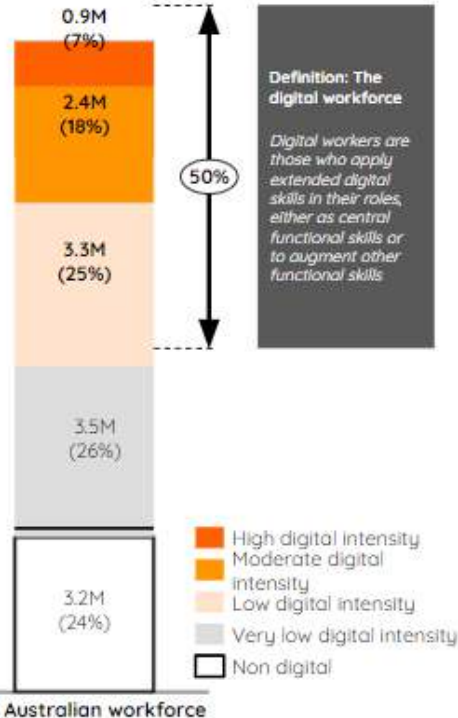 0.9M
(7%)
2.4M
(18%)
3.3M
(25%)
3.5M
(26%)
3.2M
(24%)
Australian workforce
50%
Definition: The
digital workforce
Digital workers are
those who apply
extended digital
skills in their roles,
either as central
functional skills or
to augment other
functional skills
High digital intensity
Moderate digital
intensity
Low digital intensity
Very low digital intensity
Non digital